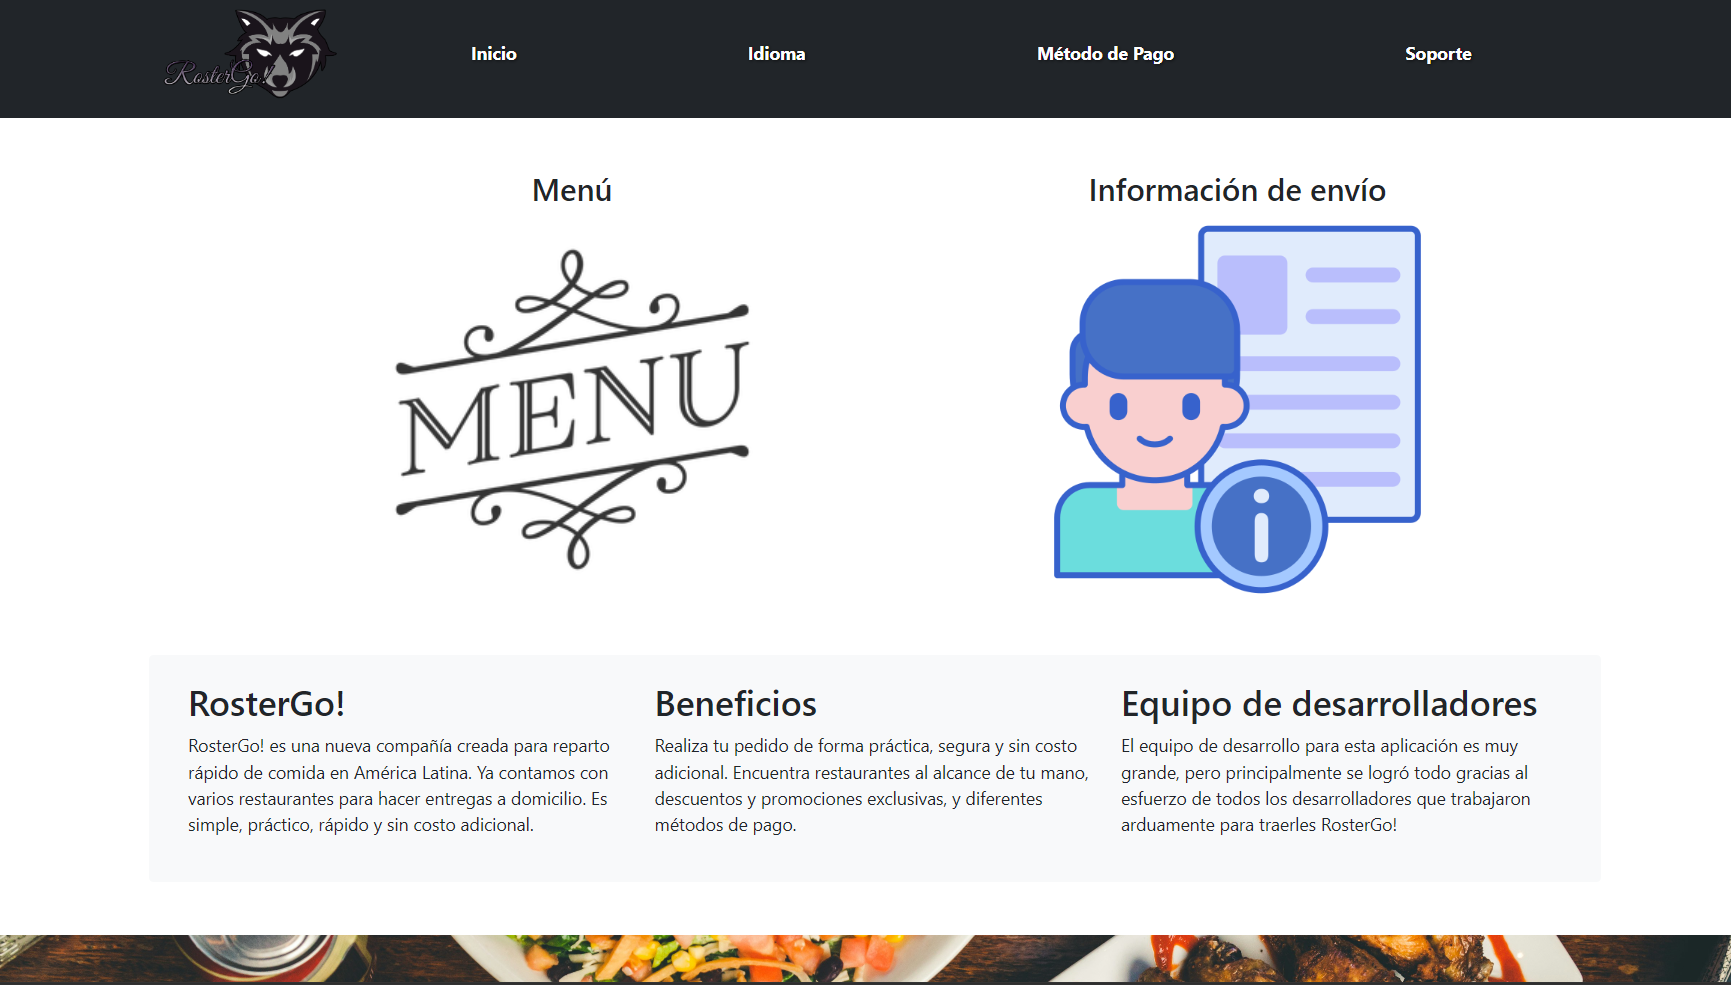 RosterGo!
Inicio
Idioma
Método de Pago
Soporte
Menú
Información de envío
MENU
i
RosterGo!
RosterGo! es una nueva compañía creada para reparto
rápido de comida en América Latina. Ya contamos con
varios restaurantes para hacer entregas a domicilio. Es
simple, práctico, rápido y sin costo adicional.
Beneficios
Realiza tu pedido de forma práctica, segura y sin costo
adicional. Encuentra restaurantes al alcance de tu mano,
descuentos y promociones exclusivas, y diferentes
métodos de pago.
Equipo de desarrolladores
El equipo de desarrollo para esta aplicación es muy
grande, pero principalmente se logró todo gracias al
esfuerzo de todos los desarrolladores que trabajaron
arduamente para traerles RosterGo!